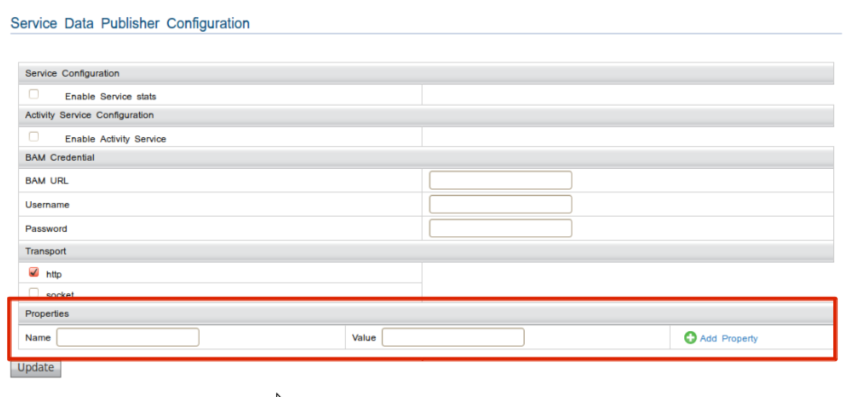 Service Data Publisher Configuration
Service Configuration
Enable Service stats
Activity Service Configuration
Enable Activity Service
BAM Credential
BAM URL
Username
Password
Transport
http
socket
Properties
Name Value Add Property
Update